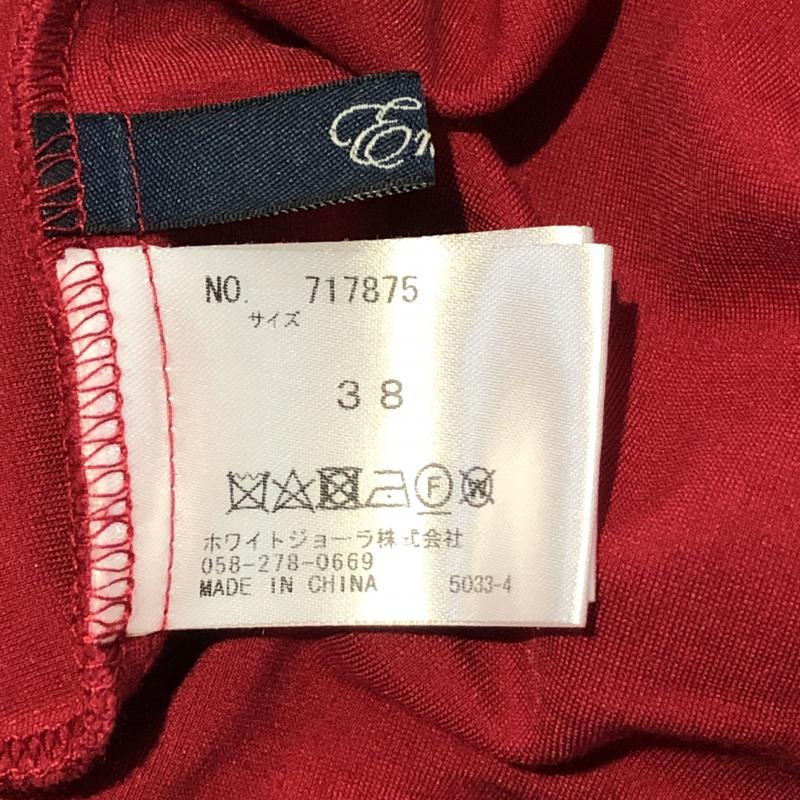 NO. 717875
サイズ
38
F W
ホワイトジョーラ株式会社
058-278-0669
MADE IN CHINA 5033-4